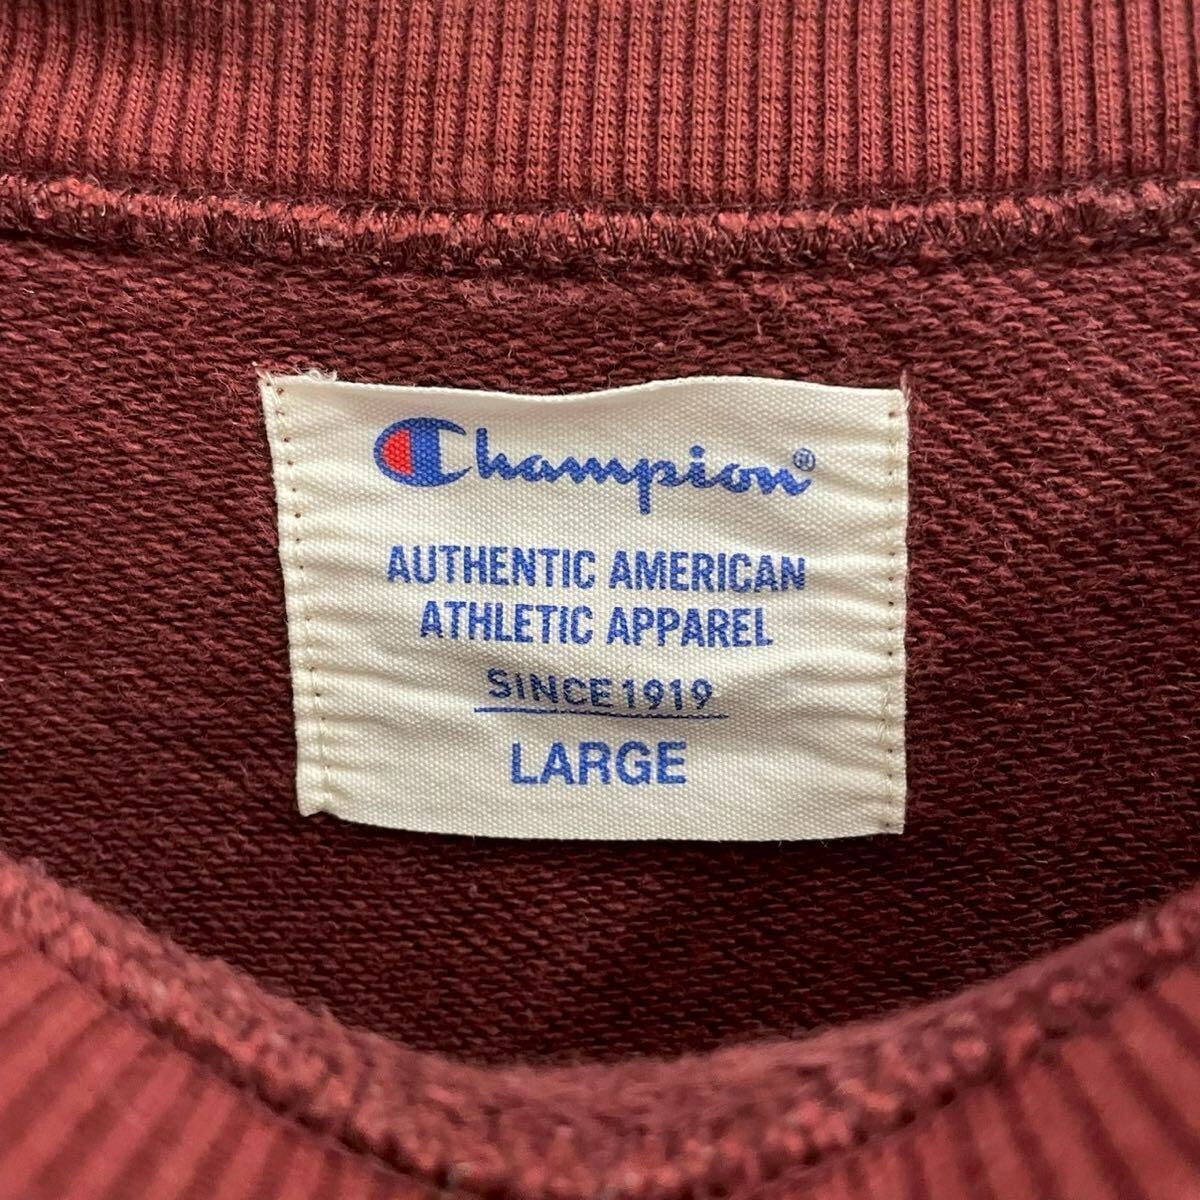 Champion®
AUTHENTIC AMERICAN
ATHLETIC APPAREL
SINCE 1919
LARGE